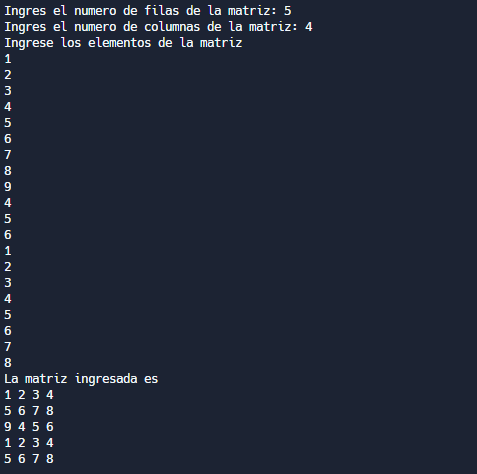 Ingres el numero de filas de la matriz: 5
Ingres el numero de columnas de la matriz: 4
Ingrese los elementos de la matriz
1
2
3
4
5
6
7
8
9
4
5
6
1
2
3
4
5
6
7
8
La matriz ingresada es
1 2 3 4
5 6 7 8
9 4 5 6
1 2 3 4
5 6 7 8